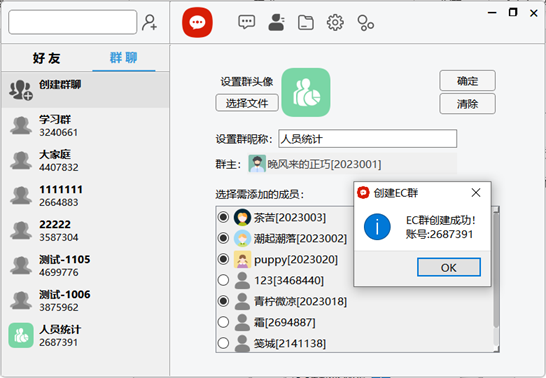 好友
群聊
创建群聊
学习群
3240661
大家庭
4407832
1111111
2664883
22222
3587304
测试-1105
4699776
测试-1006
3875962
人员统计
2687391
设置群头像
选择文件
确定
清除
设置群昵称:
人员统计
群主:
晚风来的正巧[2023001]
选择需添加的成员:
茶苦[2023003]
潮起潮落[2023002]
puppy[2023020]
123[3468440]
青柠微凉[2023018]
霜[2694887]
笺城[2141138]
创建EC群
EC群创建成功!
账号:2687391
OK